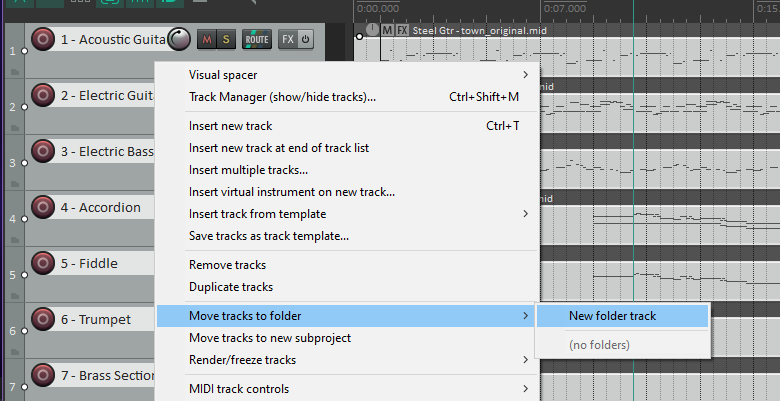 0:00.000
0:07.000
0:15.
1
1 - Acoustic Guita
M
S
ROUTE
FX
M FX Steel Gtr - town_original.mid
Visual spacer
Track Manager (show/hide tracks)... Ctrl+Shift+M
2
2 - Electric Guit
mid
Insert new track Ctrl+T
Insert new track at end of track list
3
3 - Electric Bass
Insert multiple tracks...
Insert virtual instrument on new track...
4
4 - Accordion
mid
Insert track from template
Save tracks as track template...
5
5 - Fiddle
Remove tracks
Duplicate tracks
6
6 - Trumpet
Move tracks to folder
New folder track
Move tracks to new subproject
(no folders)
Render/freeze tracks
7
7 - Brass Section
MIDI track controls